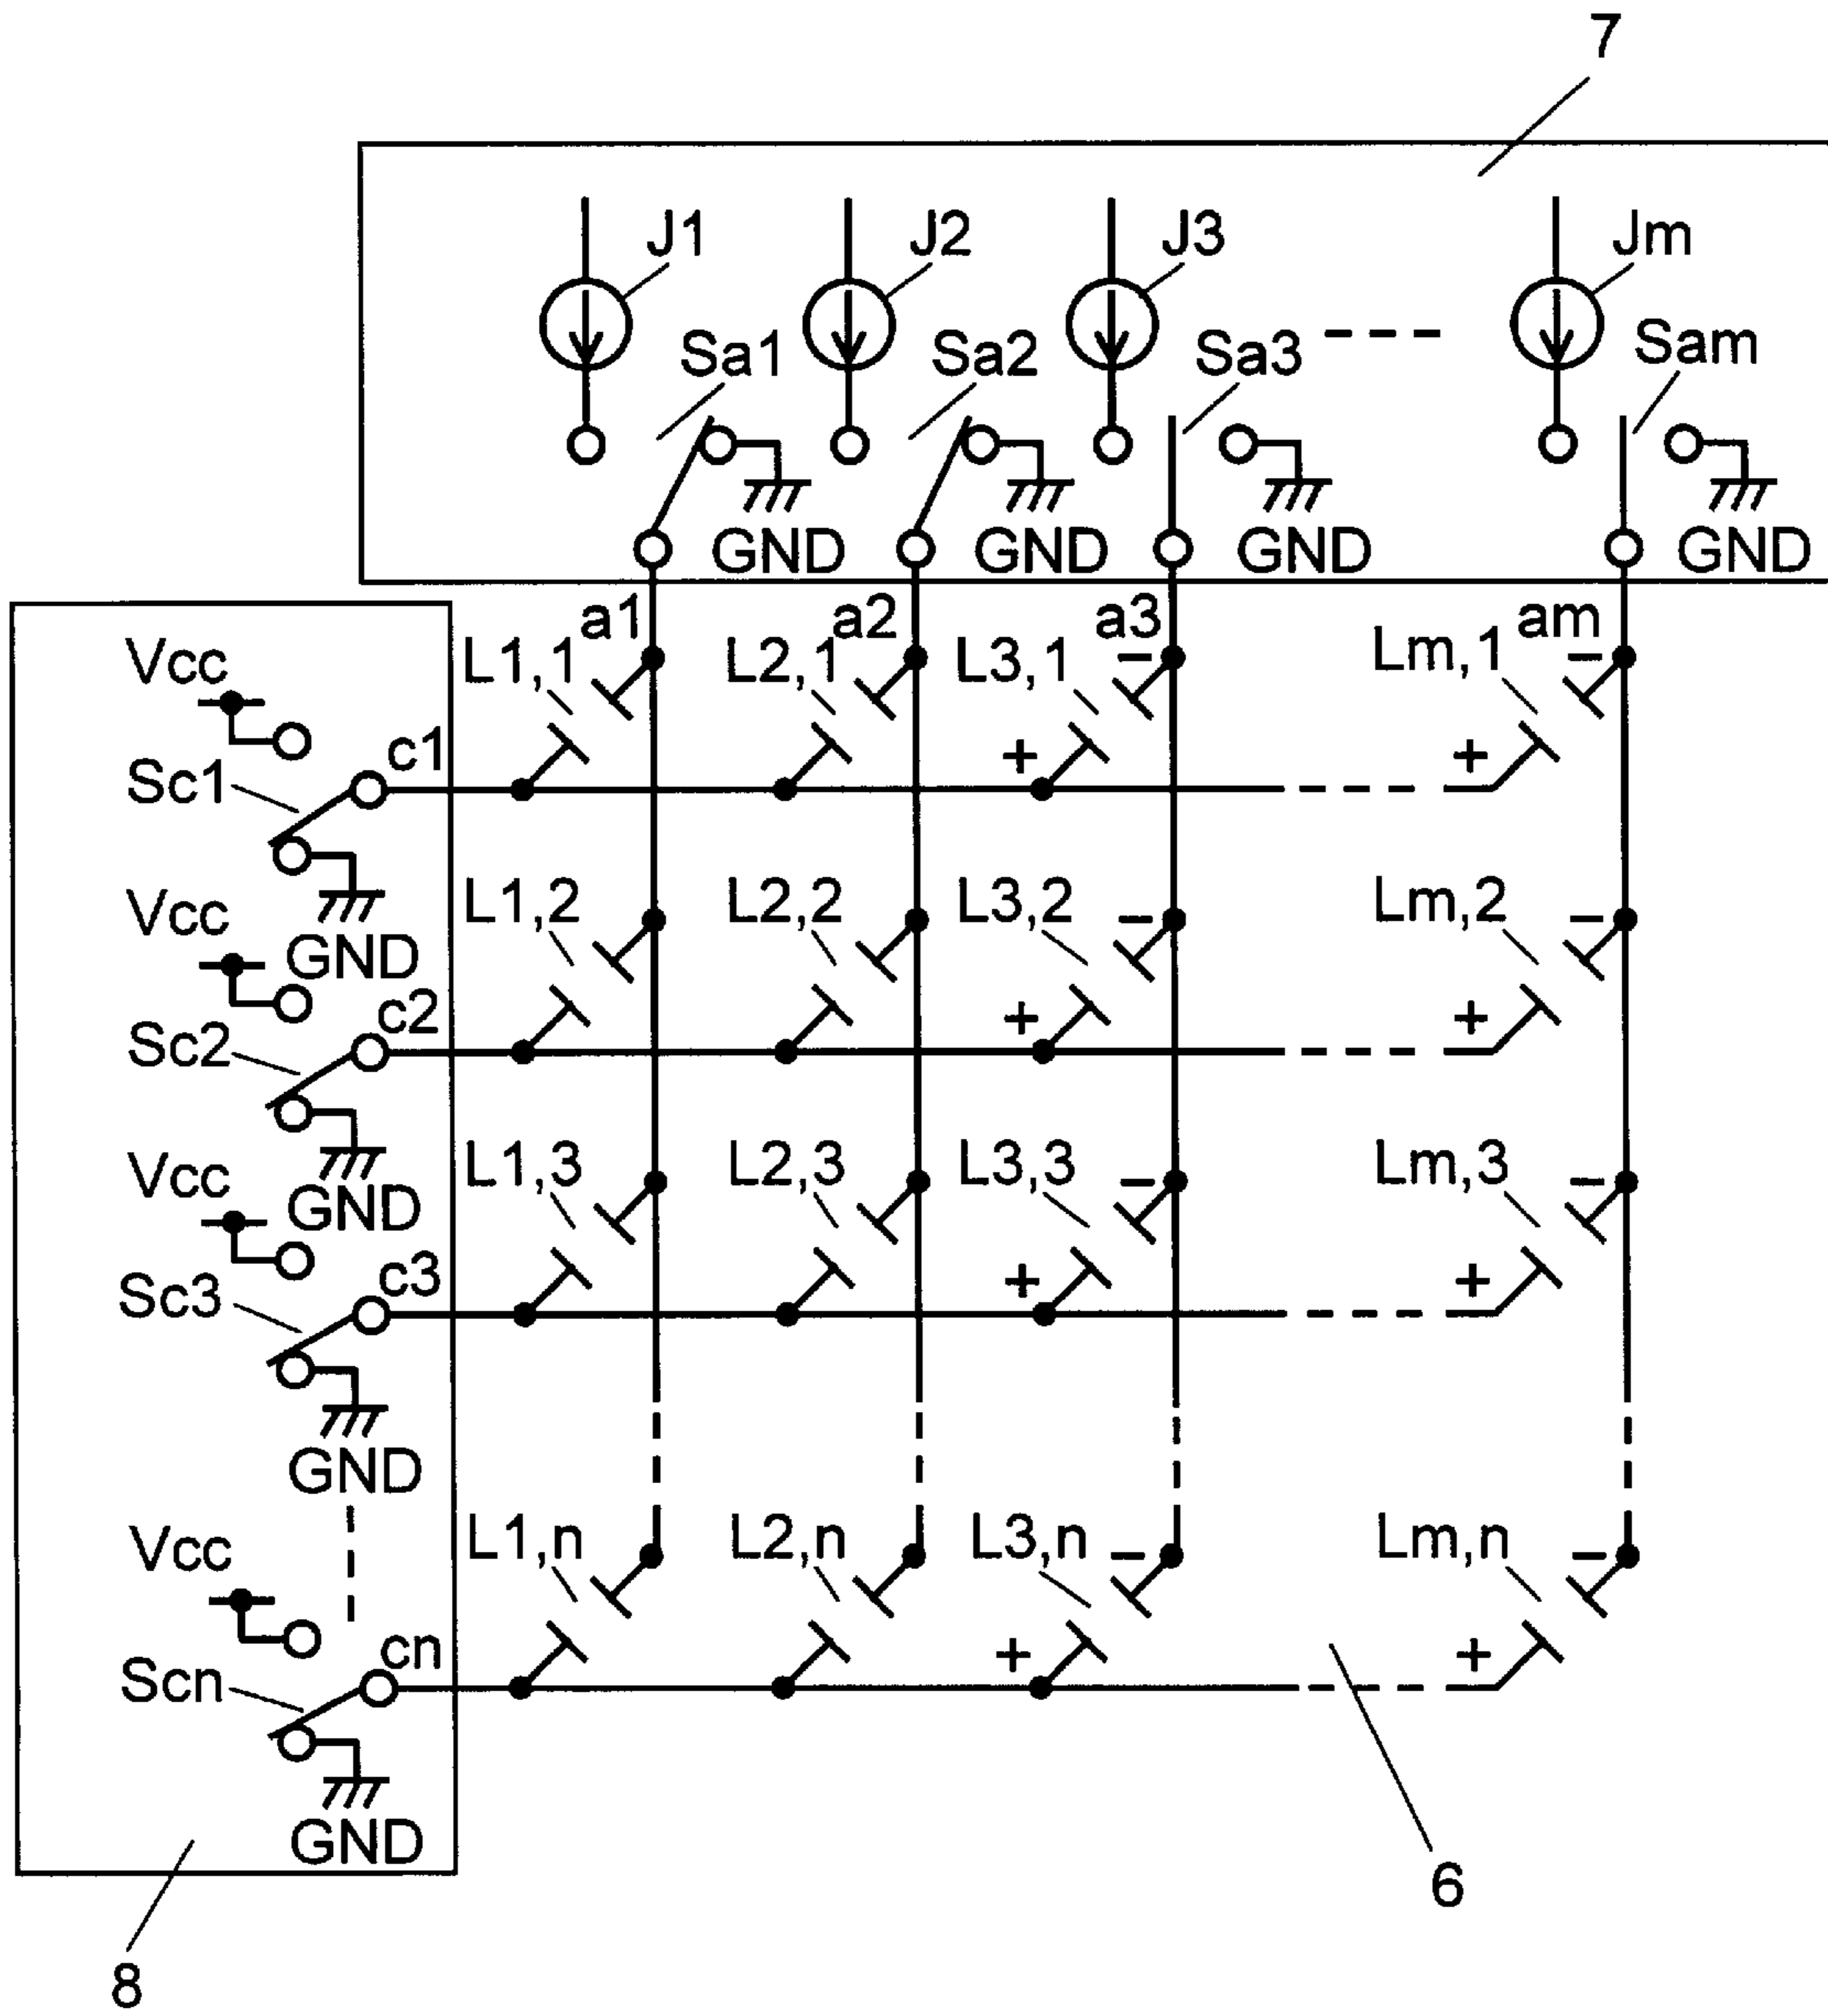 7
J1 J2 J3 Jm
Sa1 Sa2 Sa3 Sam
GND GND GND GND
a1 a2 a3 am
Vcc L1,1 L2,1 L3,1 − Lm,1 −
Sc1 c1 + +
Vcc L1,2 L2,2 L3,2 − Lm,2 −
GND
Sc2 c2 + +
Vcc L1,3 L2,3 L3,3 − Lm,3 −
GND
Sc3 c3 + +
GND
Vcc L1,n L2,n L3,n − Lm,n −
Scn cn + +
GND
6
8